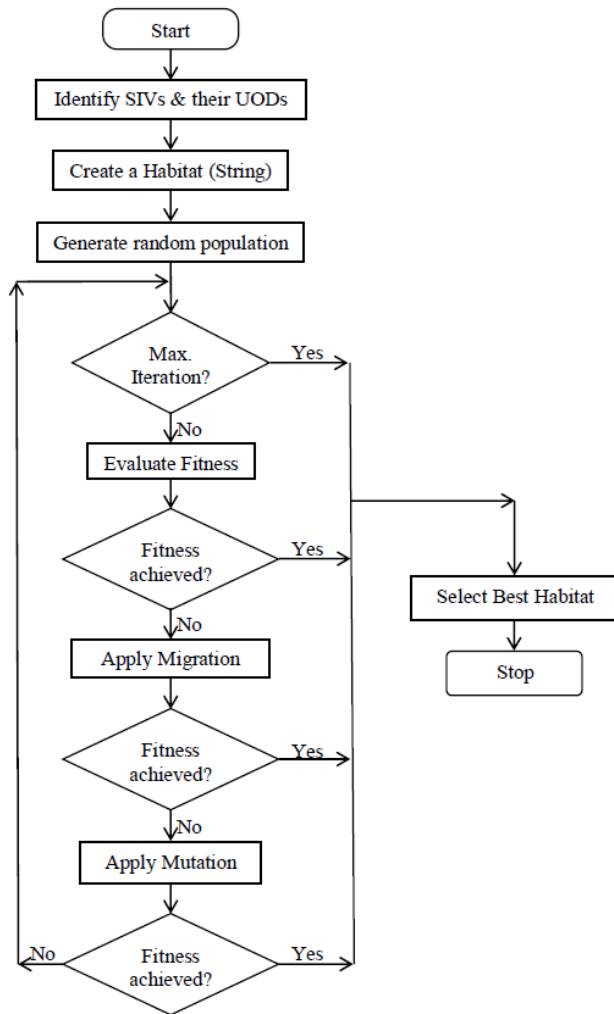 Start
Identify SIVs & their UODs
Create a Habitat (String)
Generate random population
Max.
Iteration?
Yes
No
Evaluate Fitness
Fitness
achieved?
Yes
No
Select Best Habitat
Stop
Apply Migration
Fitness
achieved?
Yes
No
Apply Mutation
No
Fitness
achieved?
Yes